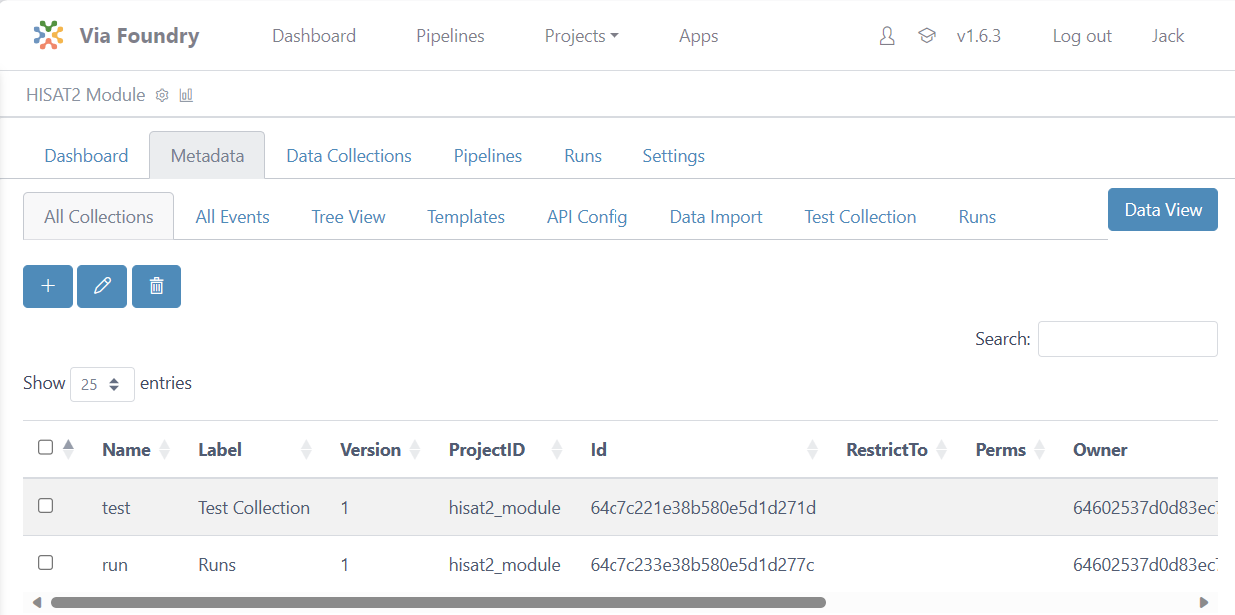 Via Foundry Dashboard Pipelines Projects Apps v1.6.3 Log out Jack
HISAT2 Module
Dashboard Metadata Data Collections Pipelines Runs Settings
All Collections All Events Tree View Templates API Config Data Import Test Collection Runs Data View
Search:
Show 25 entries
Name Label Version ProjectID Id RestrictTo Perms Owner
test Test Collection 1 hisat2_module 64c7c221e38b580e5d1d271d 64602537d0d83ec
run Runs 1 hisat2_module 64c7c233e38b580e5d1d277c 64602537d0d83ec